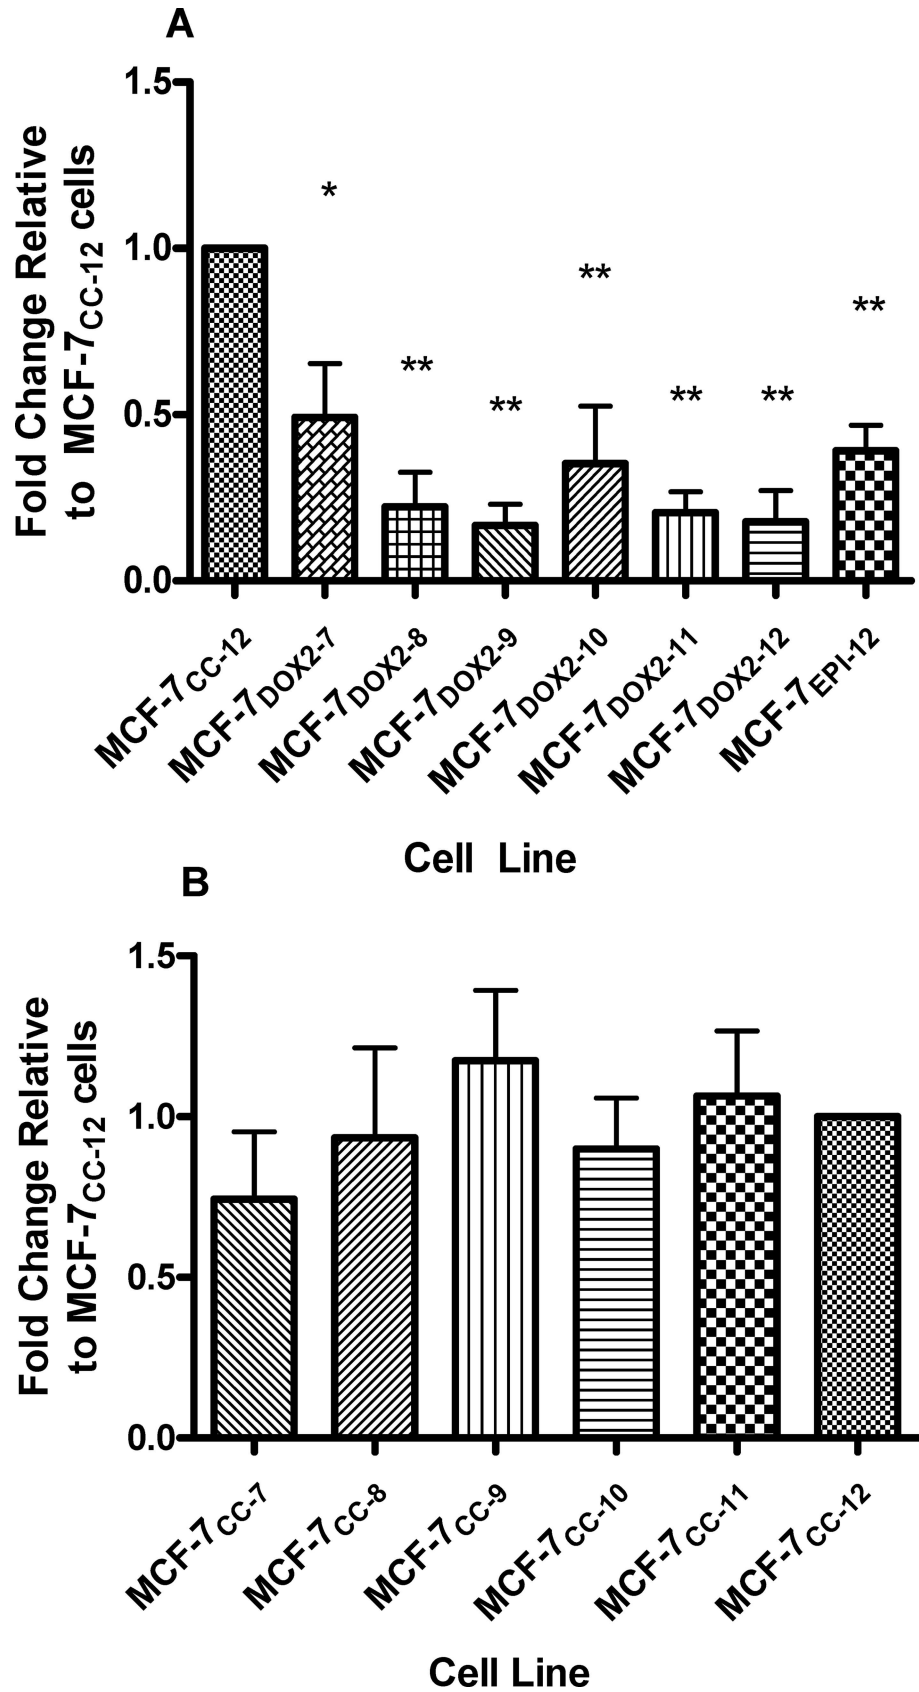 A
Fold Change Relative
to MCF-7CC-12 cells
1.5
1.0
0.5
0.0
*
**
**
**
**
**
**
MCF-7CC-12
MCF-7DOX2-7
MCF-7DOX2-8
MCF-7DOX2-9
MCF-7DOX2-10
MCF-7DOX2-11
MCF-7DOX2-12
MCF-7EPI-12
Cell Line
B
Fold Change Relative
to MCF-7CC-12 cells
1.5
1.0
0.5
0.0
MCF-7CC-7
MCF-7CC-8
MCF-7CC-9
MCF-7CC-10
MCF-7CC-11
MCF-7CC-12
Cell Line